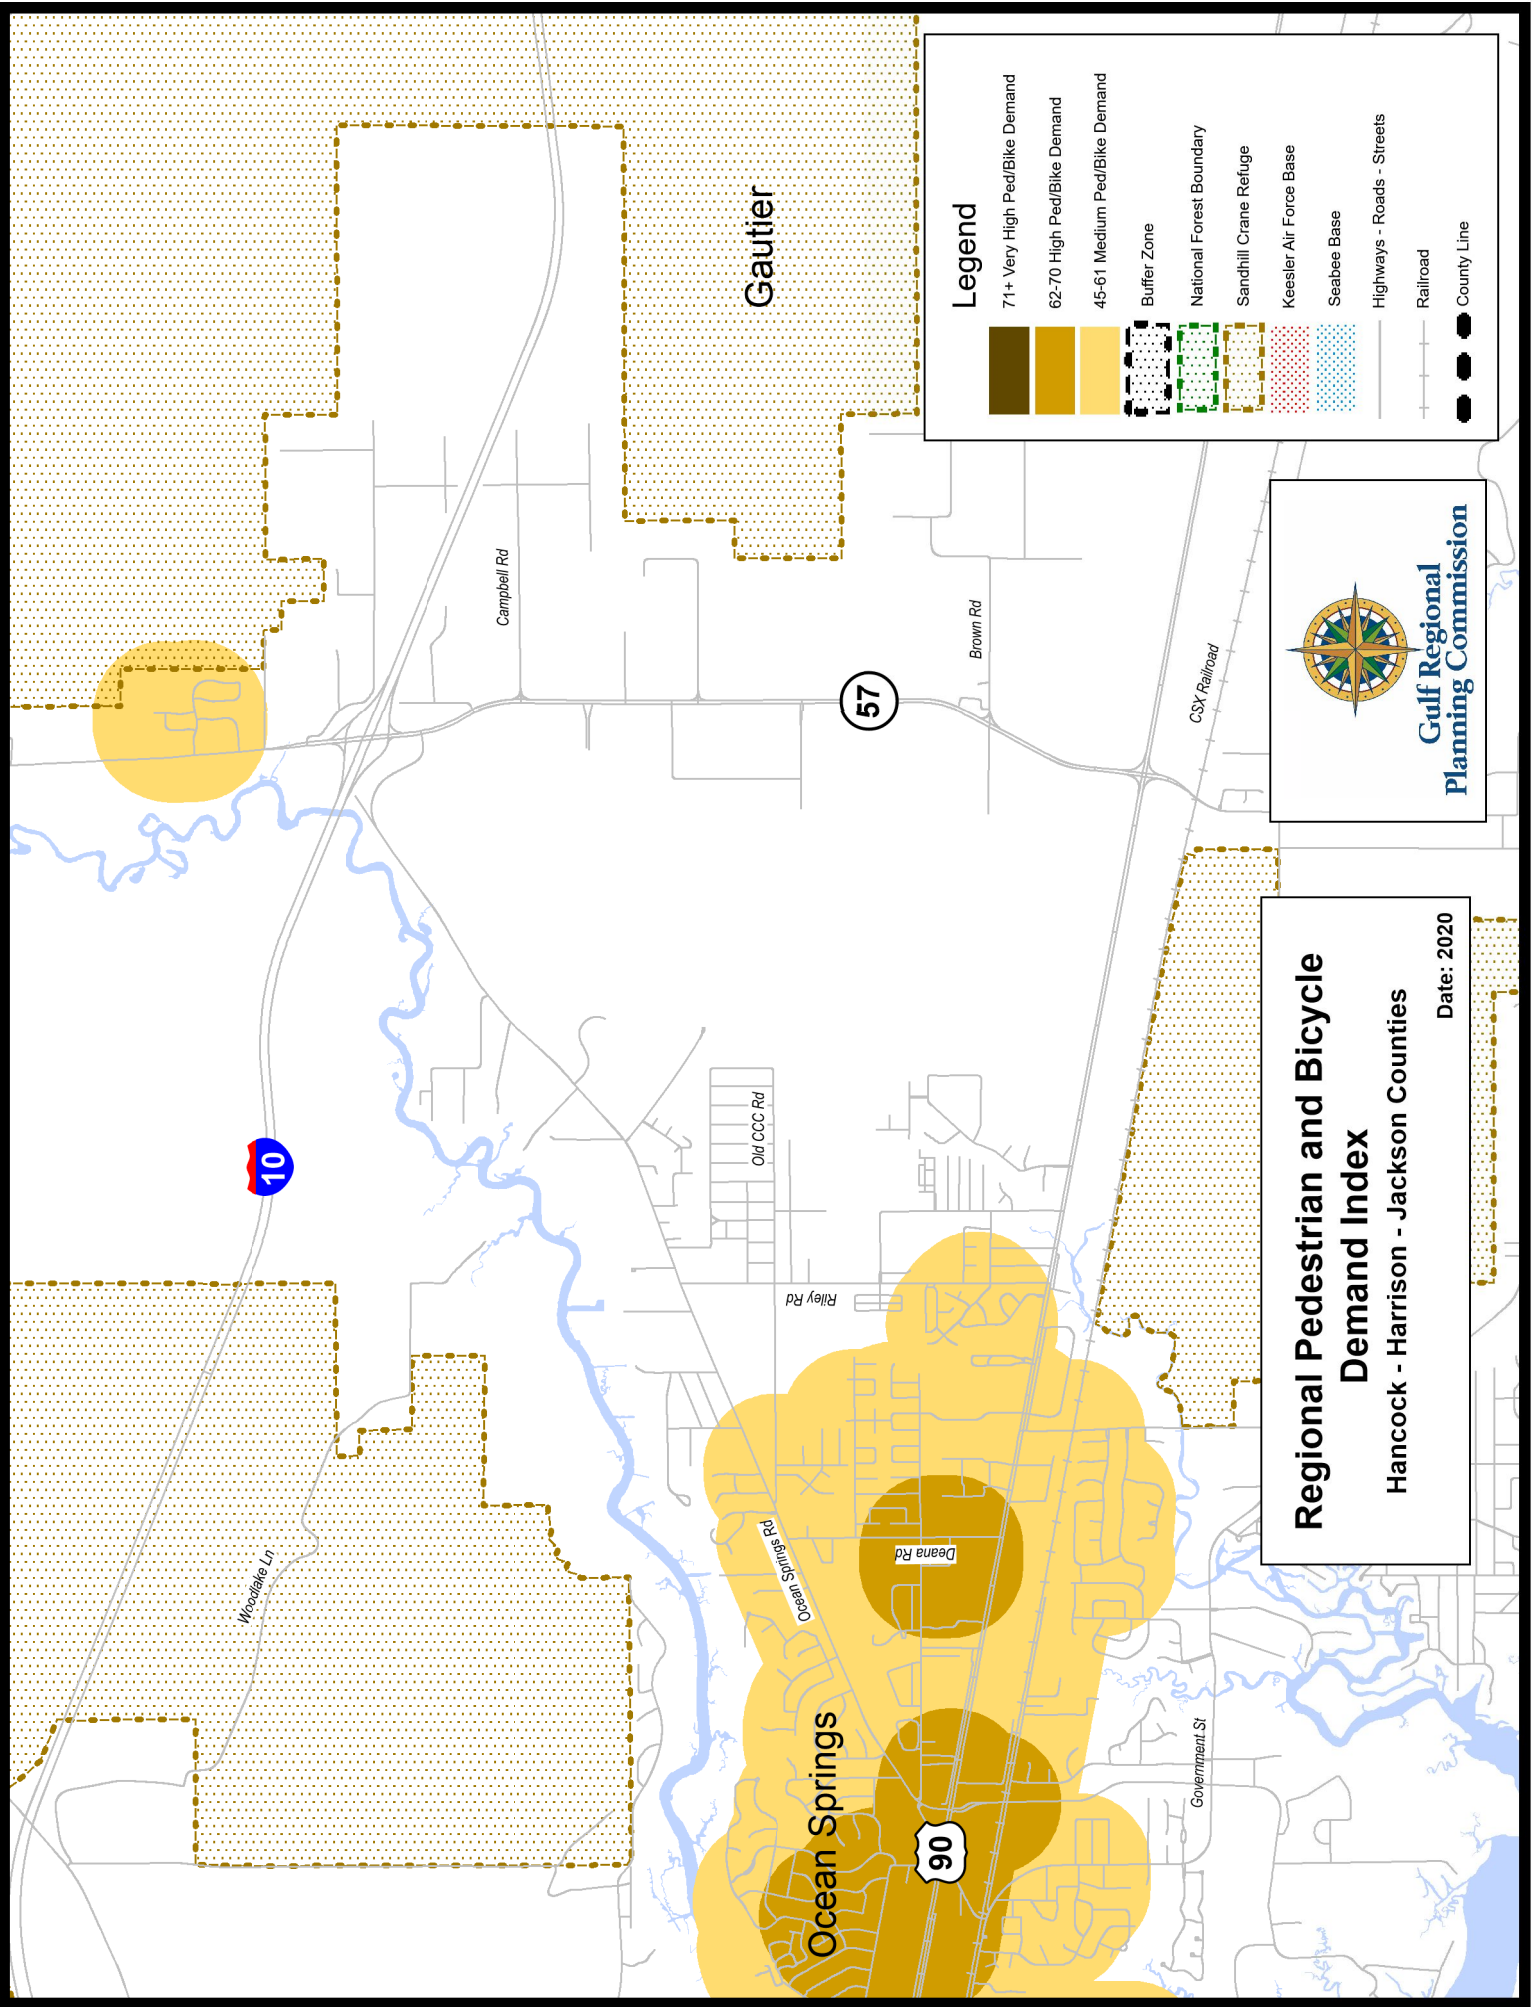 Gautier
Ocean Springs
Campbell Rd
Brown Rd
57
CSX Railroad
10
Old CCC Rd
Riley Rd
Woodlake Ln
Ocean Springs Rd
Deana Rd
90
Government St
Legend
71+ Very High Ped/Bike Demand
62-70 High Ped/Bike Demand
45-61 Medium Ped/Bike Demand
Buffer Zone
National Forest Boundary
Sandhill Crane Refuge
Keesler Air Force Base
Seabee Base
Highways - Roads - Streets
Railroad
County Line
Gulf Regional
Planning Commission
Regional Pedestrian and Bicycle
Demand Index
Hancock - Harrison - Jackson Counties
Date: 2020